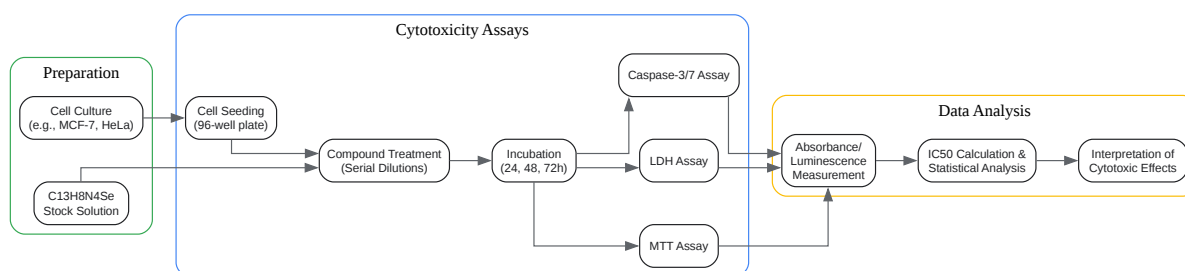 Preparation
Cell Culture
(e.g., MCF-7, HeLa)
C13H8N4Se
Stock Solution
Cytotoxicity Assays
Cell Seeding
(96-well plate)
Compound Treatment
(Serial Dilutions)
Incubation
(24, 48, 72h)
Caspase-3/7 Assay
LDH Assay
MTT Assay
Data Analysis
Absorbance/
Luminescence
Measurement
IC50 Calculation &
Statistical Analysis
Interpretation of
Cytotoxic Effects